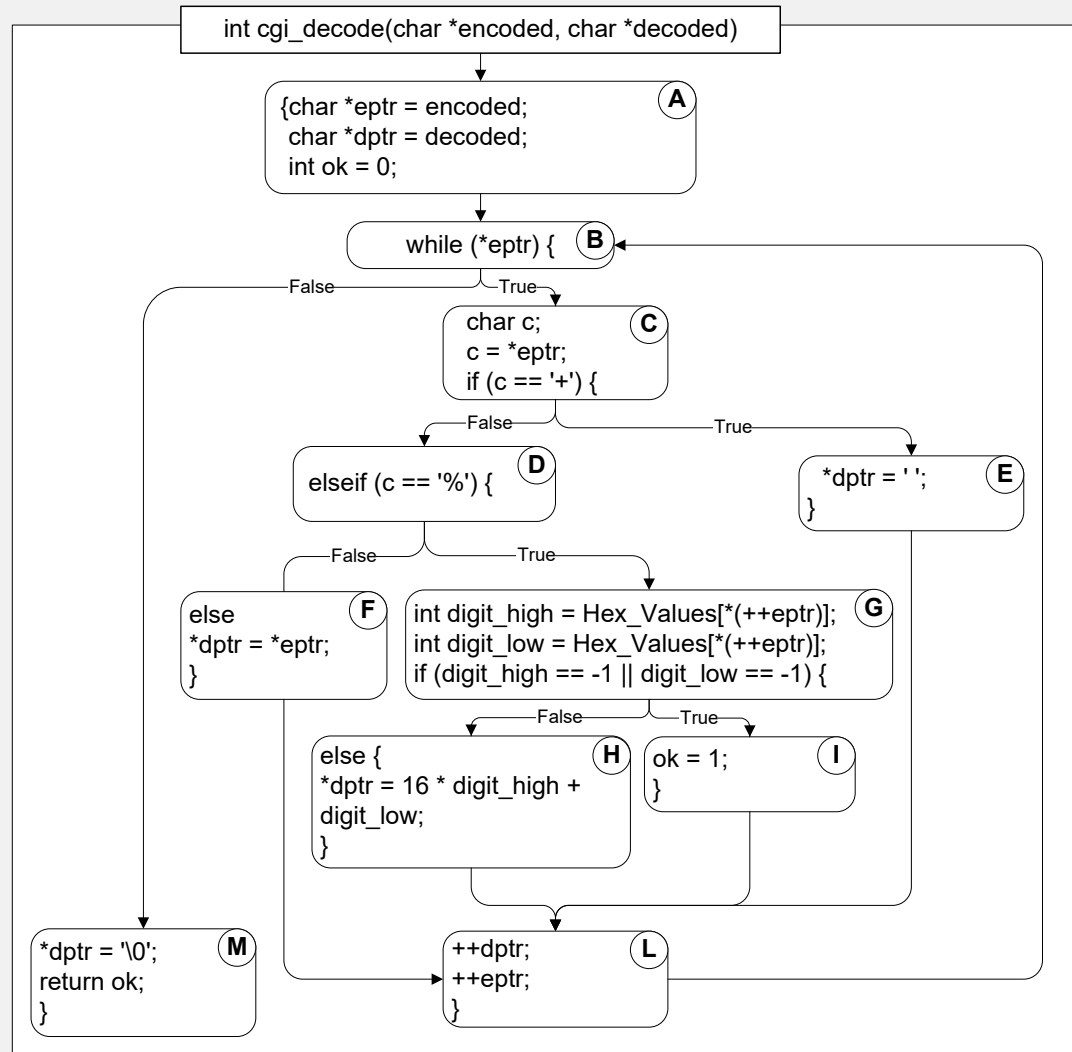 int cgi_decode(char *encoded, char *decoded)
A
{char *eptr = encoded;
char *dptr = decoded;
int ok = 0;
while (*eptr) {
B
False
True
char c;
c = *eptr;
if (c == '+') {
C
False
True
elseif (c == '%') {
D
*dptr = ' ';
}
E
False
True
else
*dptr = *eptr;
}
F
int digit_high = Hex_Values[*(++eptr)];
int digit_low = Hex_Values[*(++eptr)];
if (digit_high == -1 || digit_low == -1) {
G
False
True
else {
*dptr = 16 * digit_high +
digit_low;
}
H
ok = 1;
}
I
*dptr = '\0';
return ok;
}
M
++dptr;
++eptr;
}
L